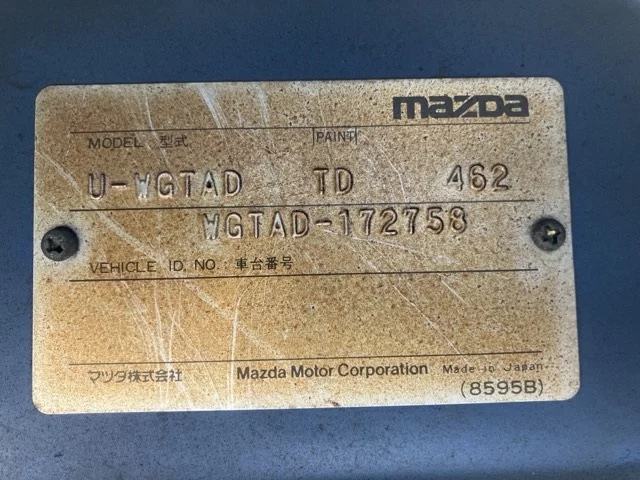 mazda
MODEL 型式 PAINT
U-WGTAD TD 462
WGTAD-172758
VEHICLE ID. NO. 車台番号
マツダ株式会社 Mazda Motor Corporation Made in Japan
(8595B)